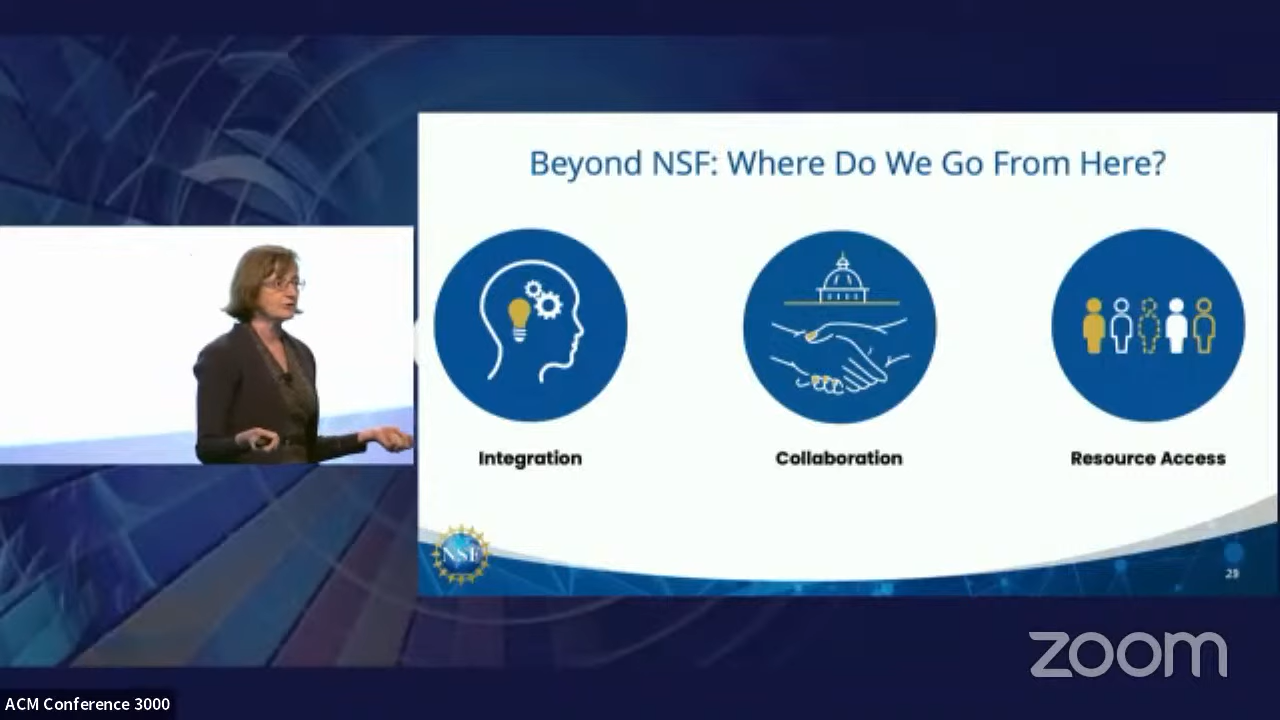 Beyond NSF: Where Do We Go From Here?
Integration
Collaboration
Resource Access
NSF
29
zoom
ACM Conference 3000